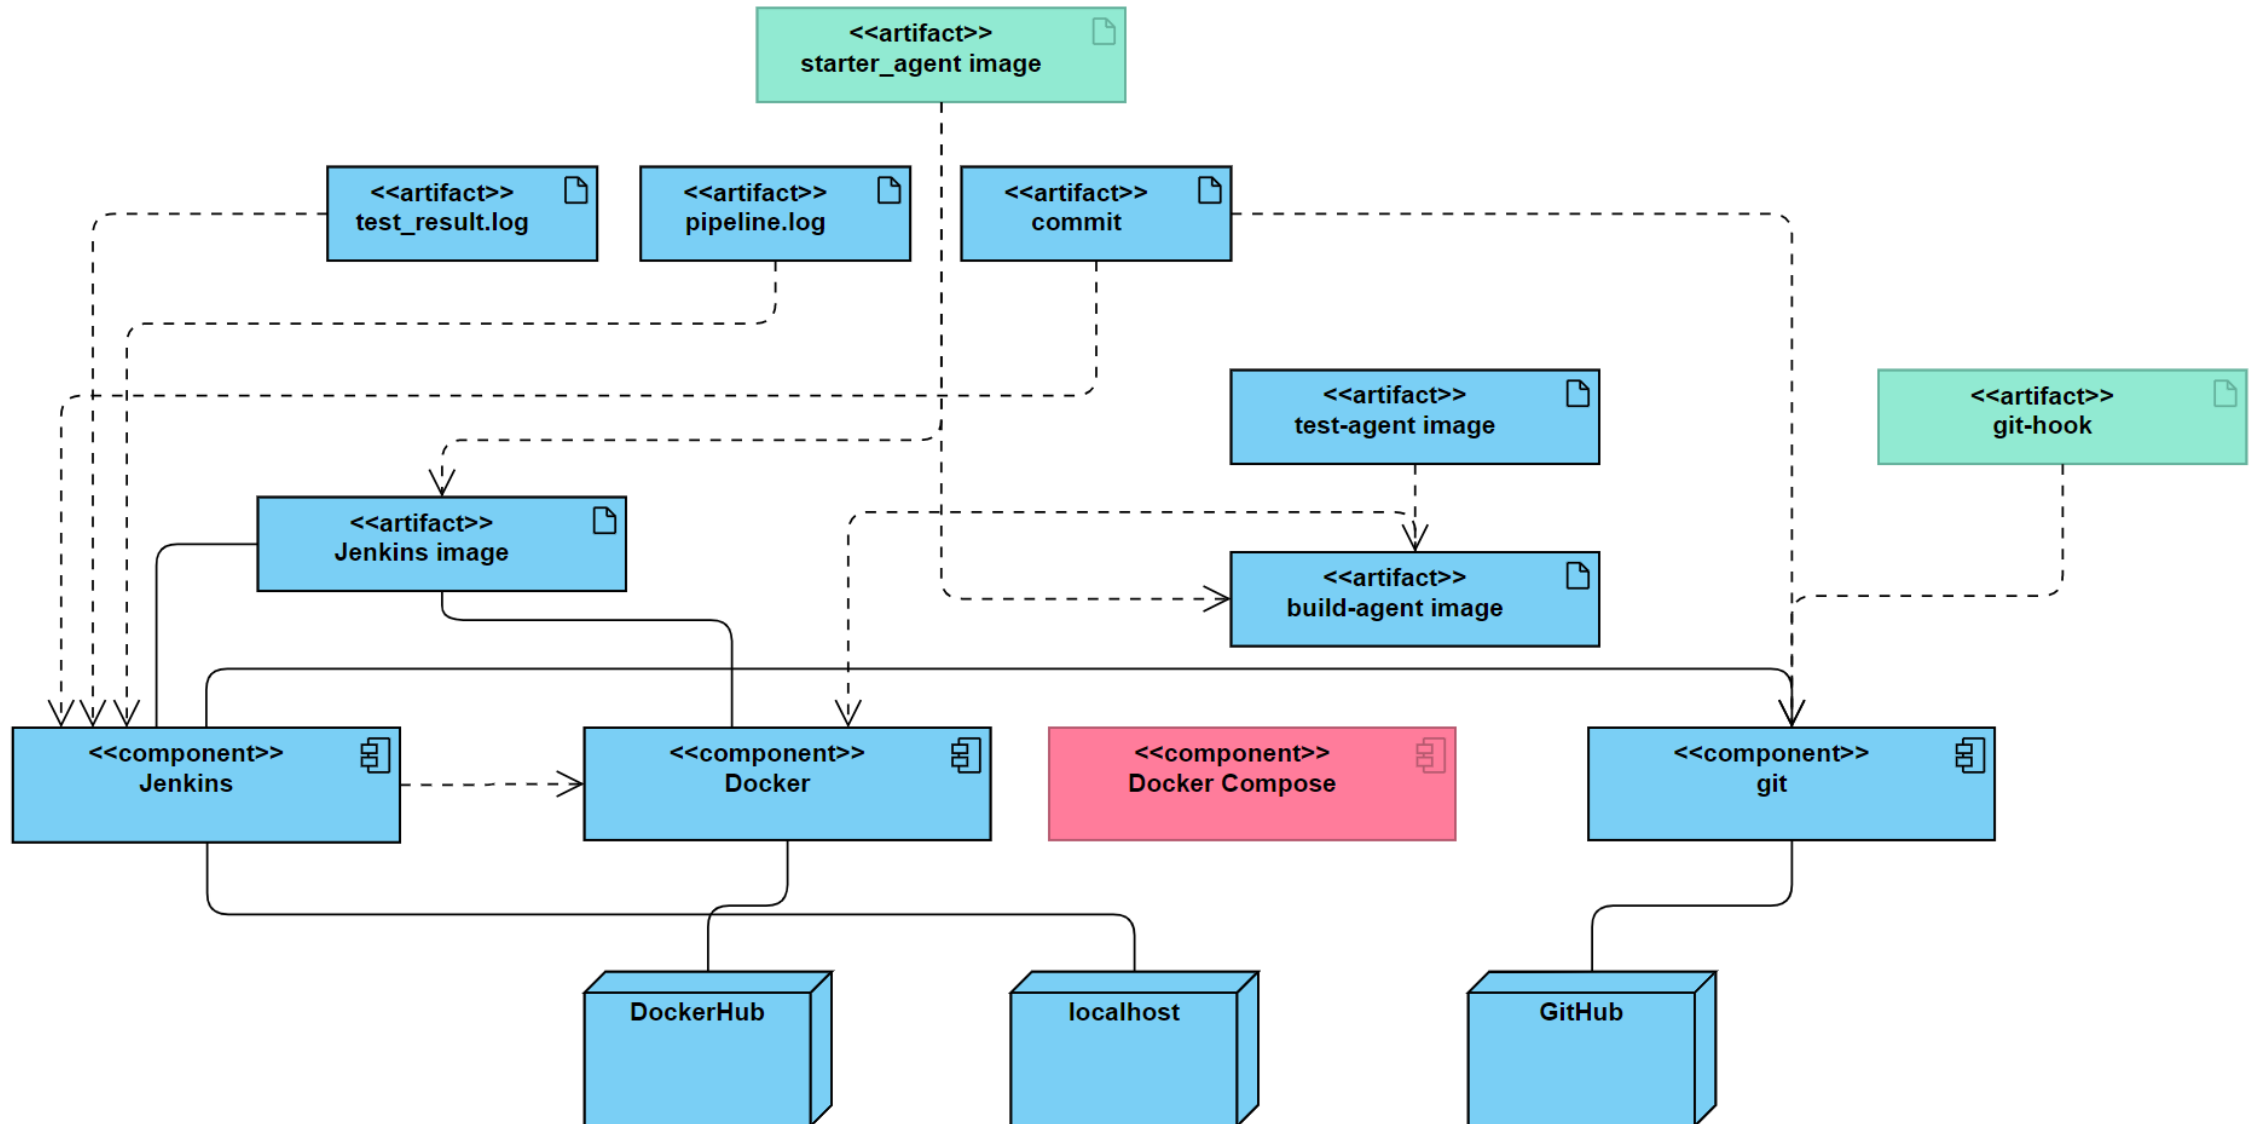 <<artifact>>
starter_agent image
<<artifact>>
test_result.log
<<artifact>>
pipeline.log
<<artifact>>
commit
<<artifact>>
test-agent image
<<artifact>>
git-hook
<<artifact>>
Jenkins image
<<artifact>>
build-agent image
<<component>>
Jenkins
<<component>>
Docker
<<component>>
Docker Compose
<<component>>
git
DockerHub
localhost
GitHub